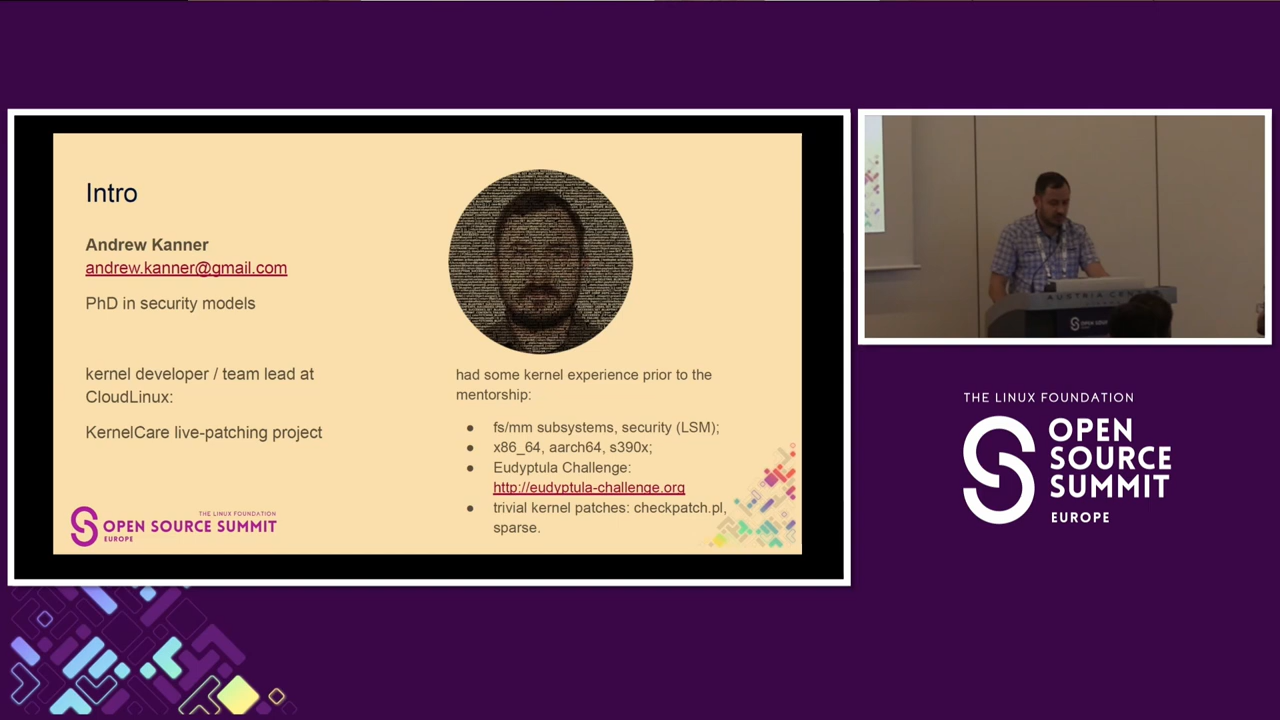 Intro
Andrew Kanner
andrew.kanner@gmail.com
PhD in security models
kernel developer / team lead at
CloudLinux:
KernelCare live-patching project
had some kernel experience prior to the
mentorship:
● fs/mm subsystems, security (LSM);
● x86_64, aarch64, s390x;
● Eudyptula Challenge:
http://eudyptula-challenge.org
● trivial kernel patches: checkpatch.pl,
sparse.
THE LINUX FOUNDATION
OPEN SOURCE SUMMIT
EUROPE
AUSTRIA CEN
THE LINUX FOUNDATION
OPEN
SOURCE
SUMMIT
EUROPE